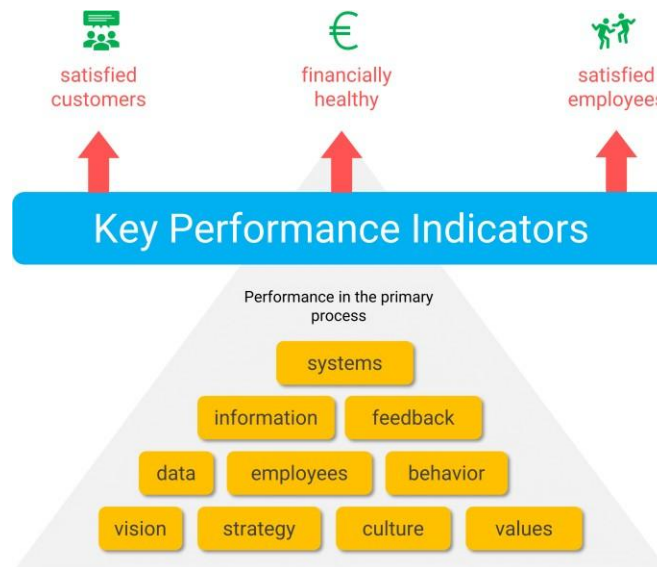 €
satisfied
customers
financially
healthy
satisfied
employees
Key Performance Indicators
Performance in the primary
process
systems
information feedback
data employees behavior
vision strategy culture values